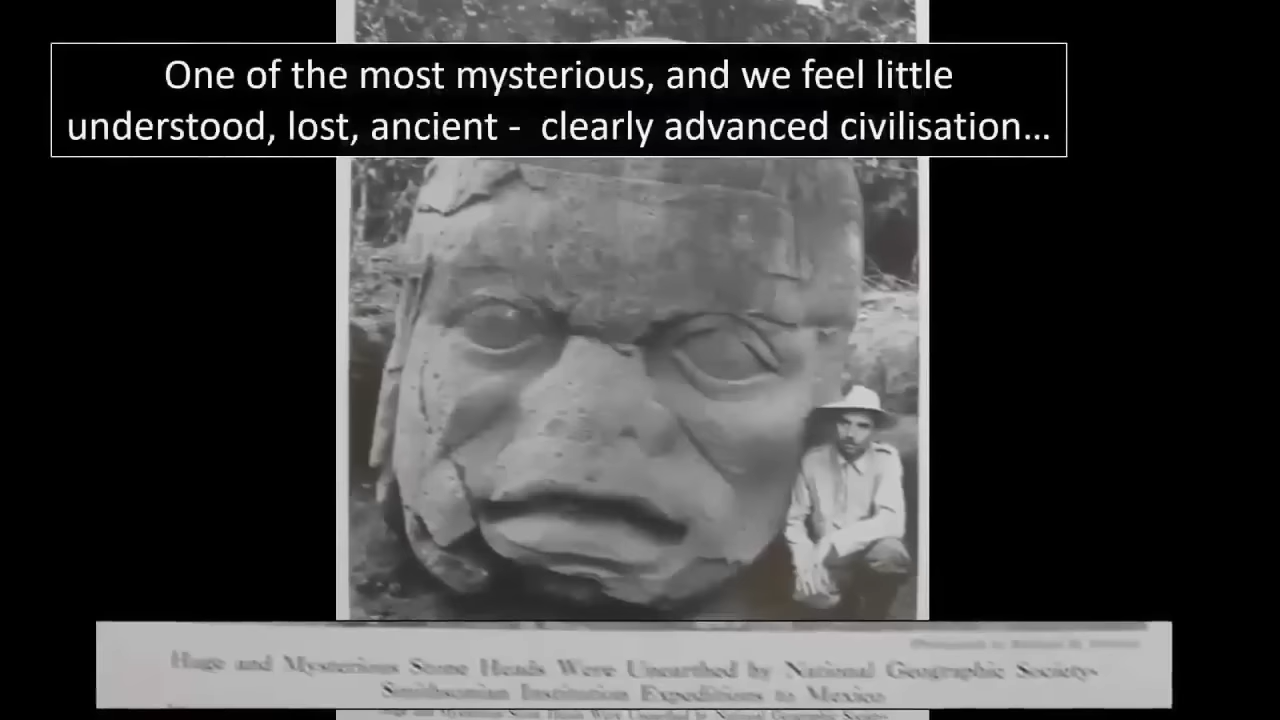 One of the most mysterious, and we feel little
understood, lost, ancient - clearly advanced civilisation…
Huge and Mysterious Stone Heads Were Unearthed by National Geographic Society-
Smithsonian Institution Expeditions to Mexico